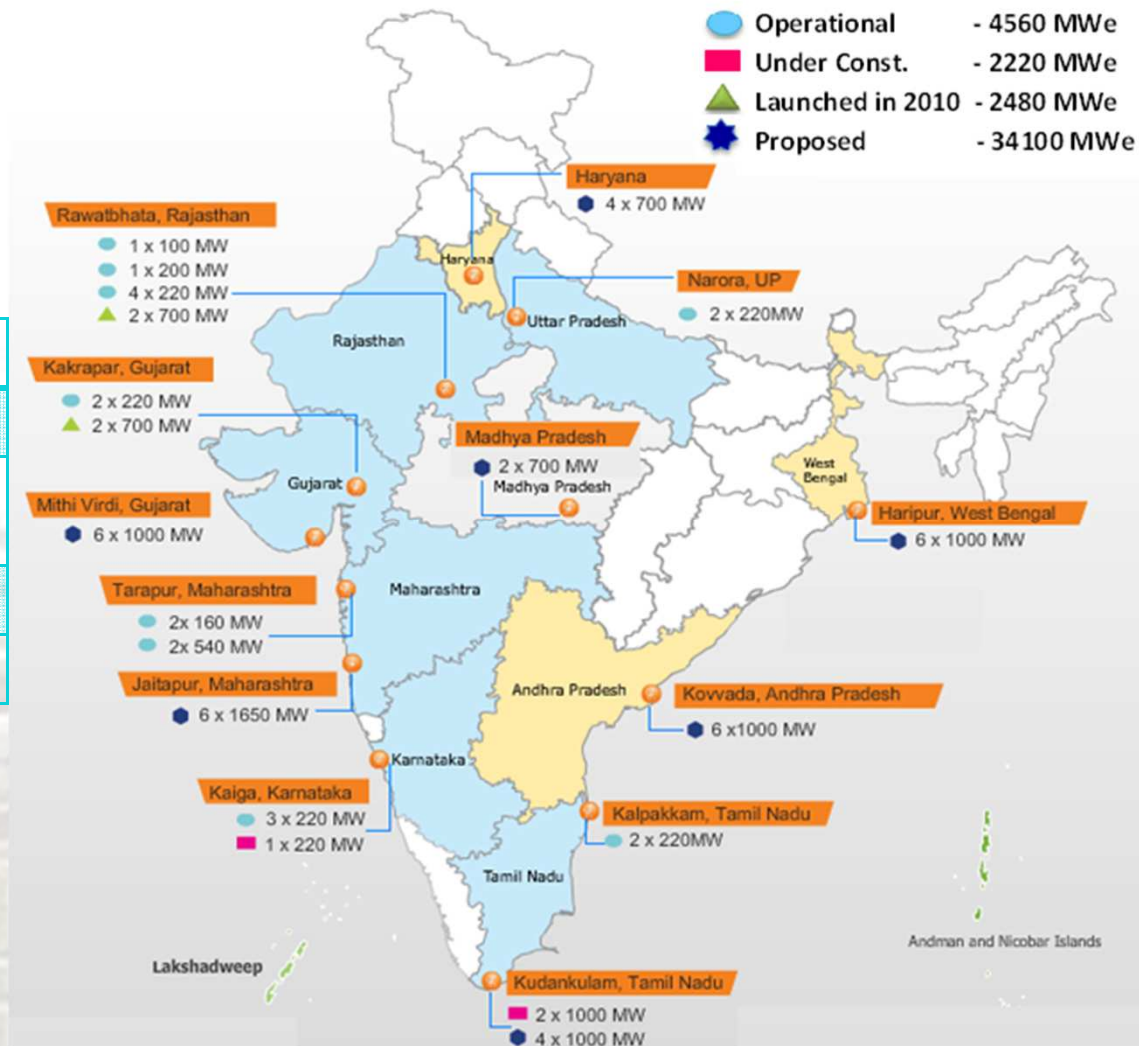 Operational - 4560 MWe
Under Const. - 2220 MWe
Launched in 2010 - 2480 MWe
Proposed - 34100 MWe
Haryana
4 x 700 MW
Rawatbhata, Rajasthan
1 x 100 MW
1 x 200 MW
4 x 220 MW
2 x 700 MW
Haryana
Narora, UP
2 x 220MW
Uttar Pradesh
Rajasthan
Kakrapar, Gujarat
2 x 220 MW
2 x 700 MW
Madhya Pradesh
2 x 700 MW
Madhya Pradesh
West
Bengal
Gujarat
Mithi Virdi, Gujarat
6 x 1000 MW
Haripur, West Bengal
6 x 1000 MW
Tarapur, Maharashtra
2x 160 MW
2x 540 MW
Maharashtra
Jaitapur, Maharashtra
6 x 1650 MW
Andhra Pradesh
Kovvada, Andhra Pradesh
6 x1000 MW
Karnataka
Kaiga, Karnataka
3 x 220 MW
1 x 220 MW
Kalpakkam, Tamil Nadu
2 x 220MW
Tamil Nadu
Andman and Nicobar Islands
Lakshadweep
Kudankulam, Tamil Nadu
2 x 1000 MW
4 x 1000 MW